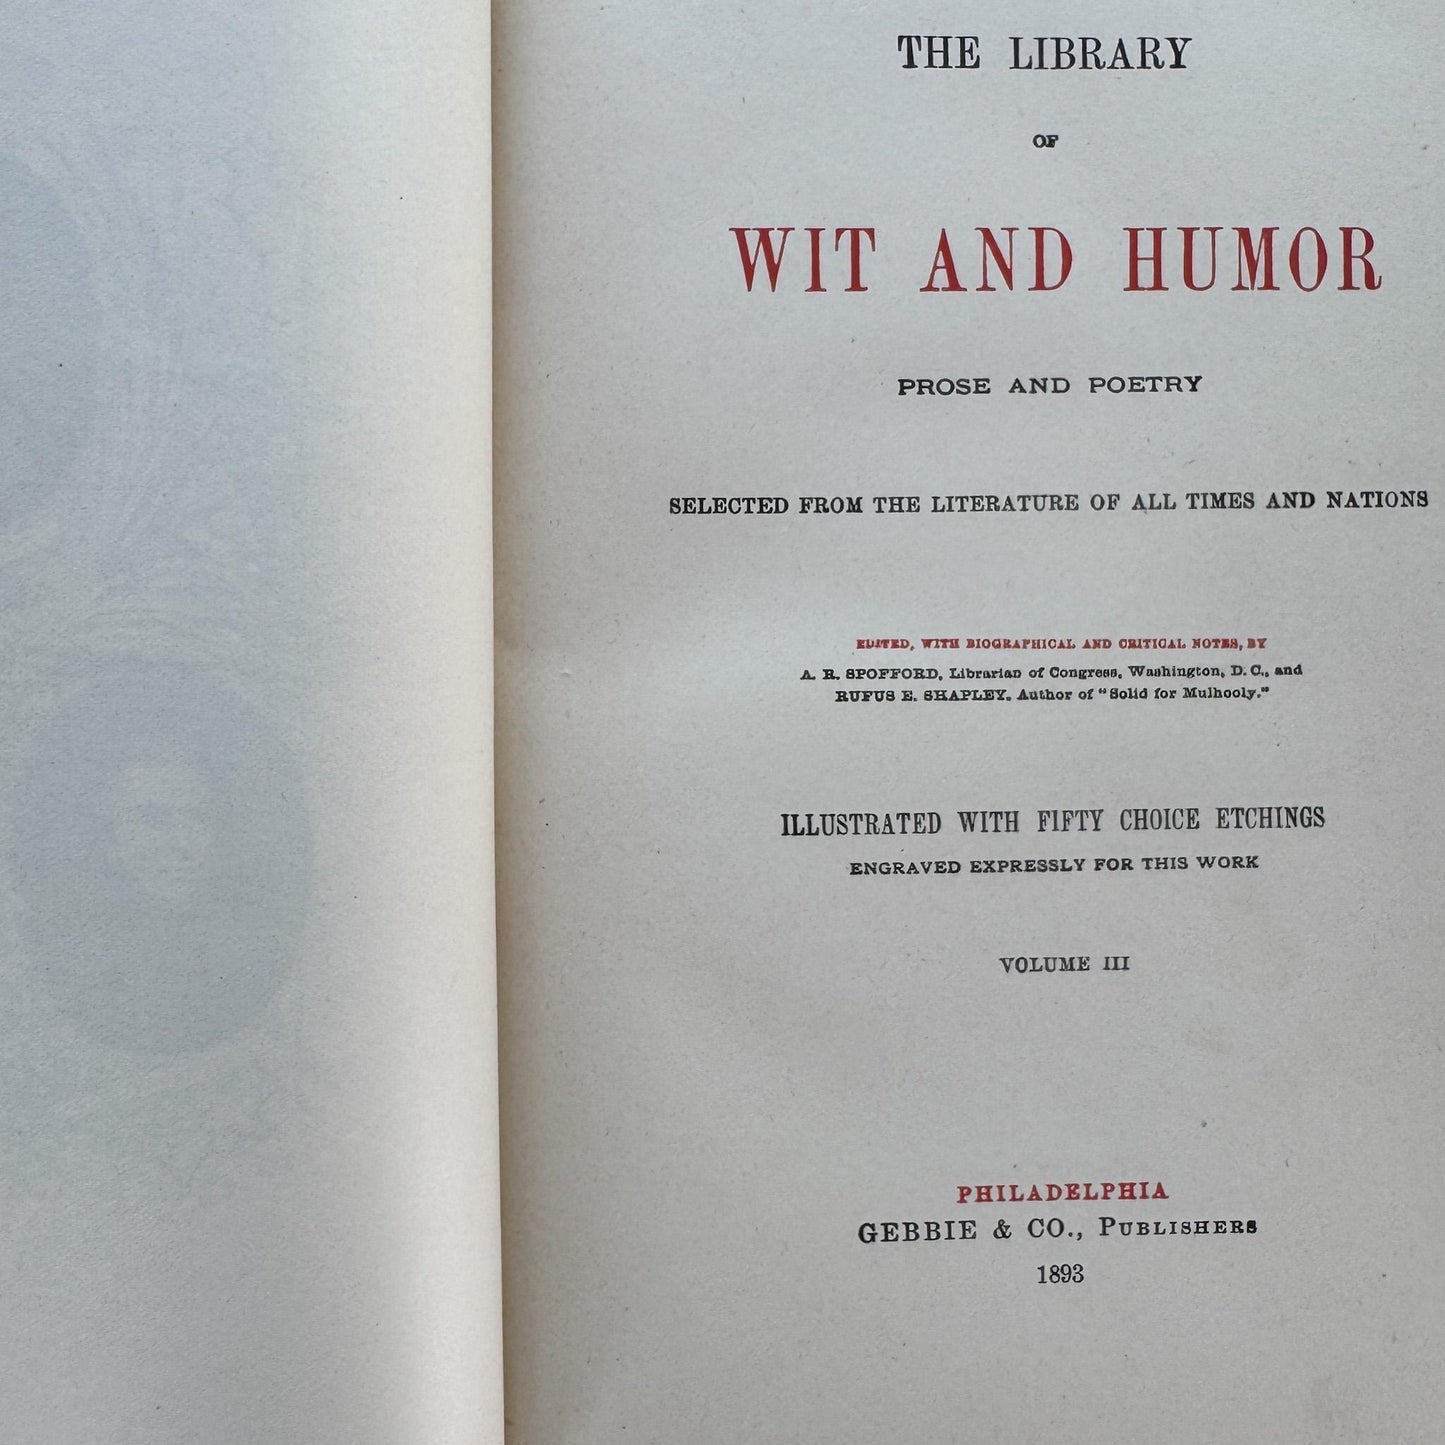 THE LIBRARY
OF
WIT AND HUMOR
PROSE AND POETRY
SELECTED FROM THE LITERATURE OF ALL TIMES AND NATIONS
EDITED, WITH BIOGRAPHICAL AND CRITICAL NOTES, BY
A. R. SPOFFORD, Librarian of Congress, Washington, D. C., and
RUFUS E. SHAPLEY, Author of "Solid for Mulhooly."
ILLUSTRATED WITH FIFTY CHOICE ETCHINGS
ENGRAVED EXPRESSLY FOR THIS WORK
VOLUME III
PHILADELPHIA
GEBBIE & CO., PUBLISHERS
1893